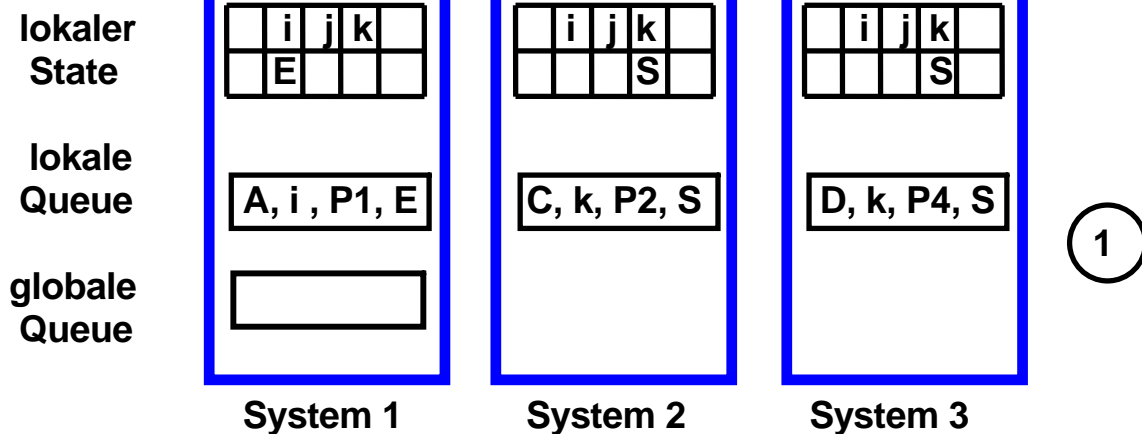 lokaler
State
i j k
E
i j k
S
i j k
S
lokale
Queue
A, i , P1, E
C, k, P2, S
D, k, P4, S
1
globale
Queue
System 1
System 2
System 3